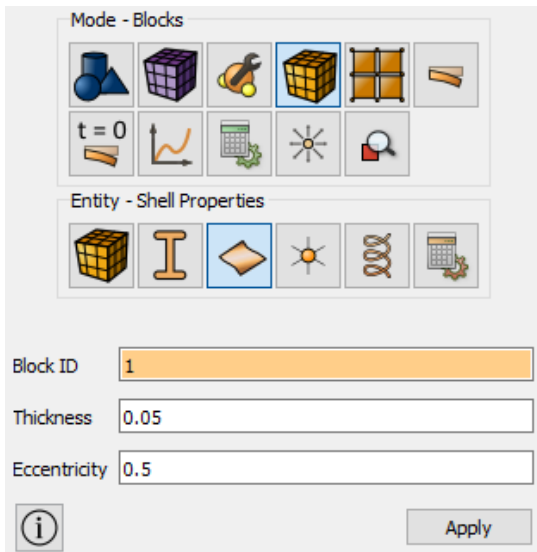 Mode - Blocks
t = 0
Entity - Shell Properties
Block ID 1
Thickness 0.05
Eccentricity 0.5
i Apply